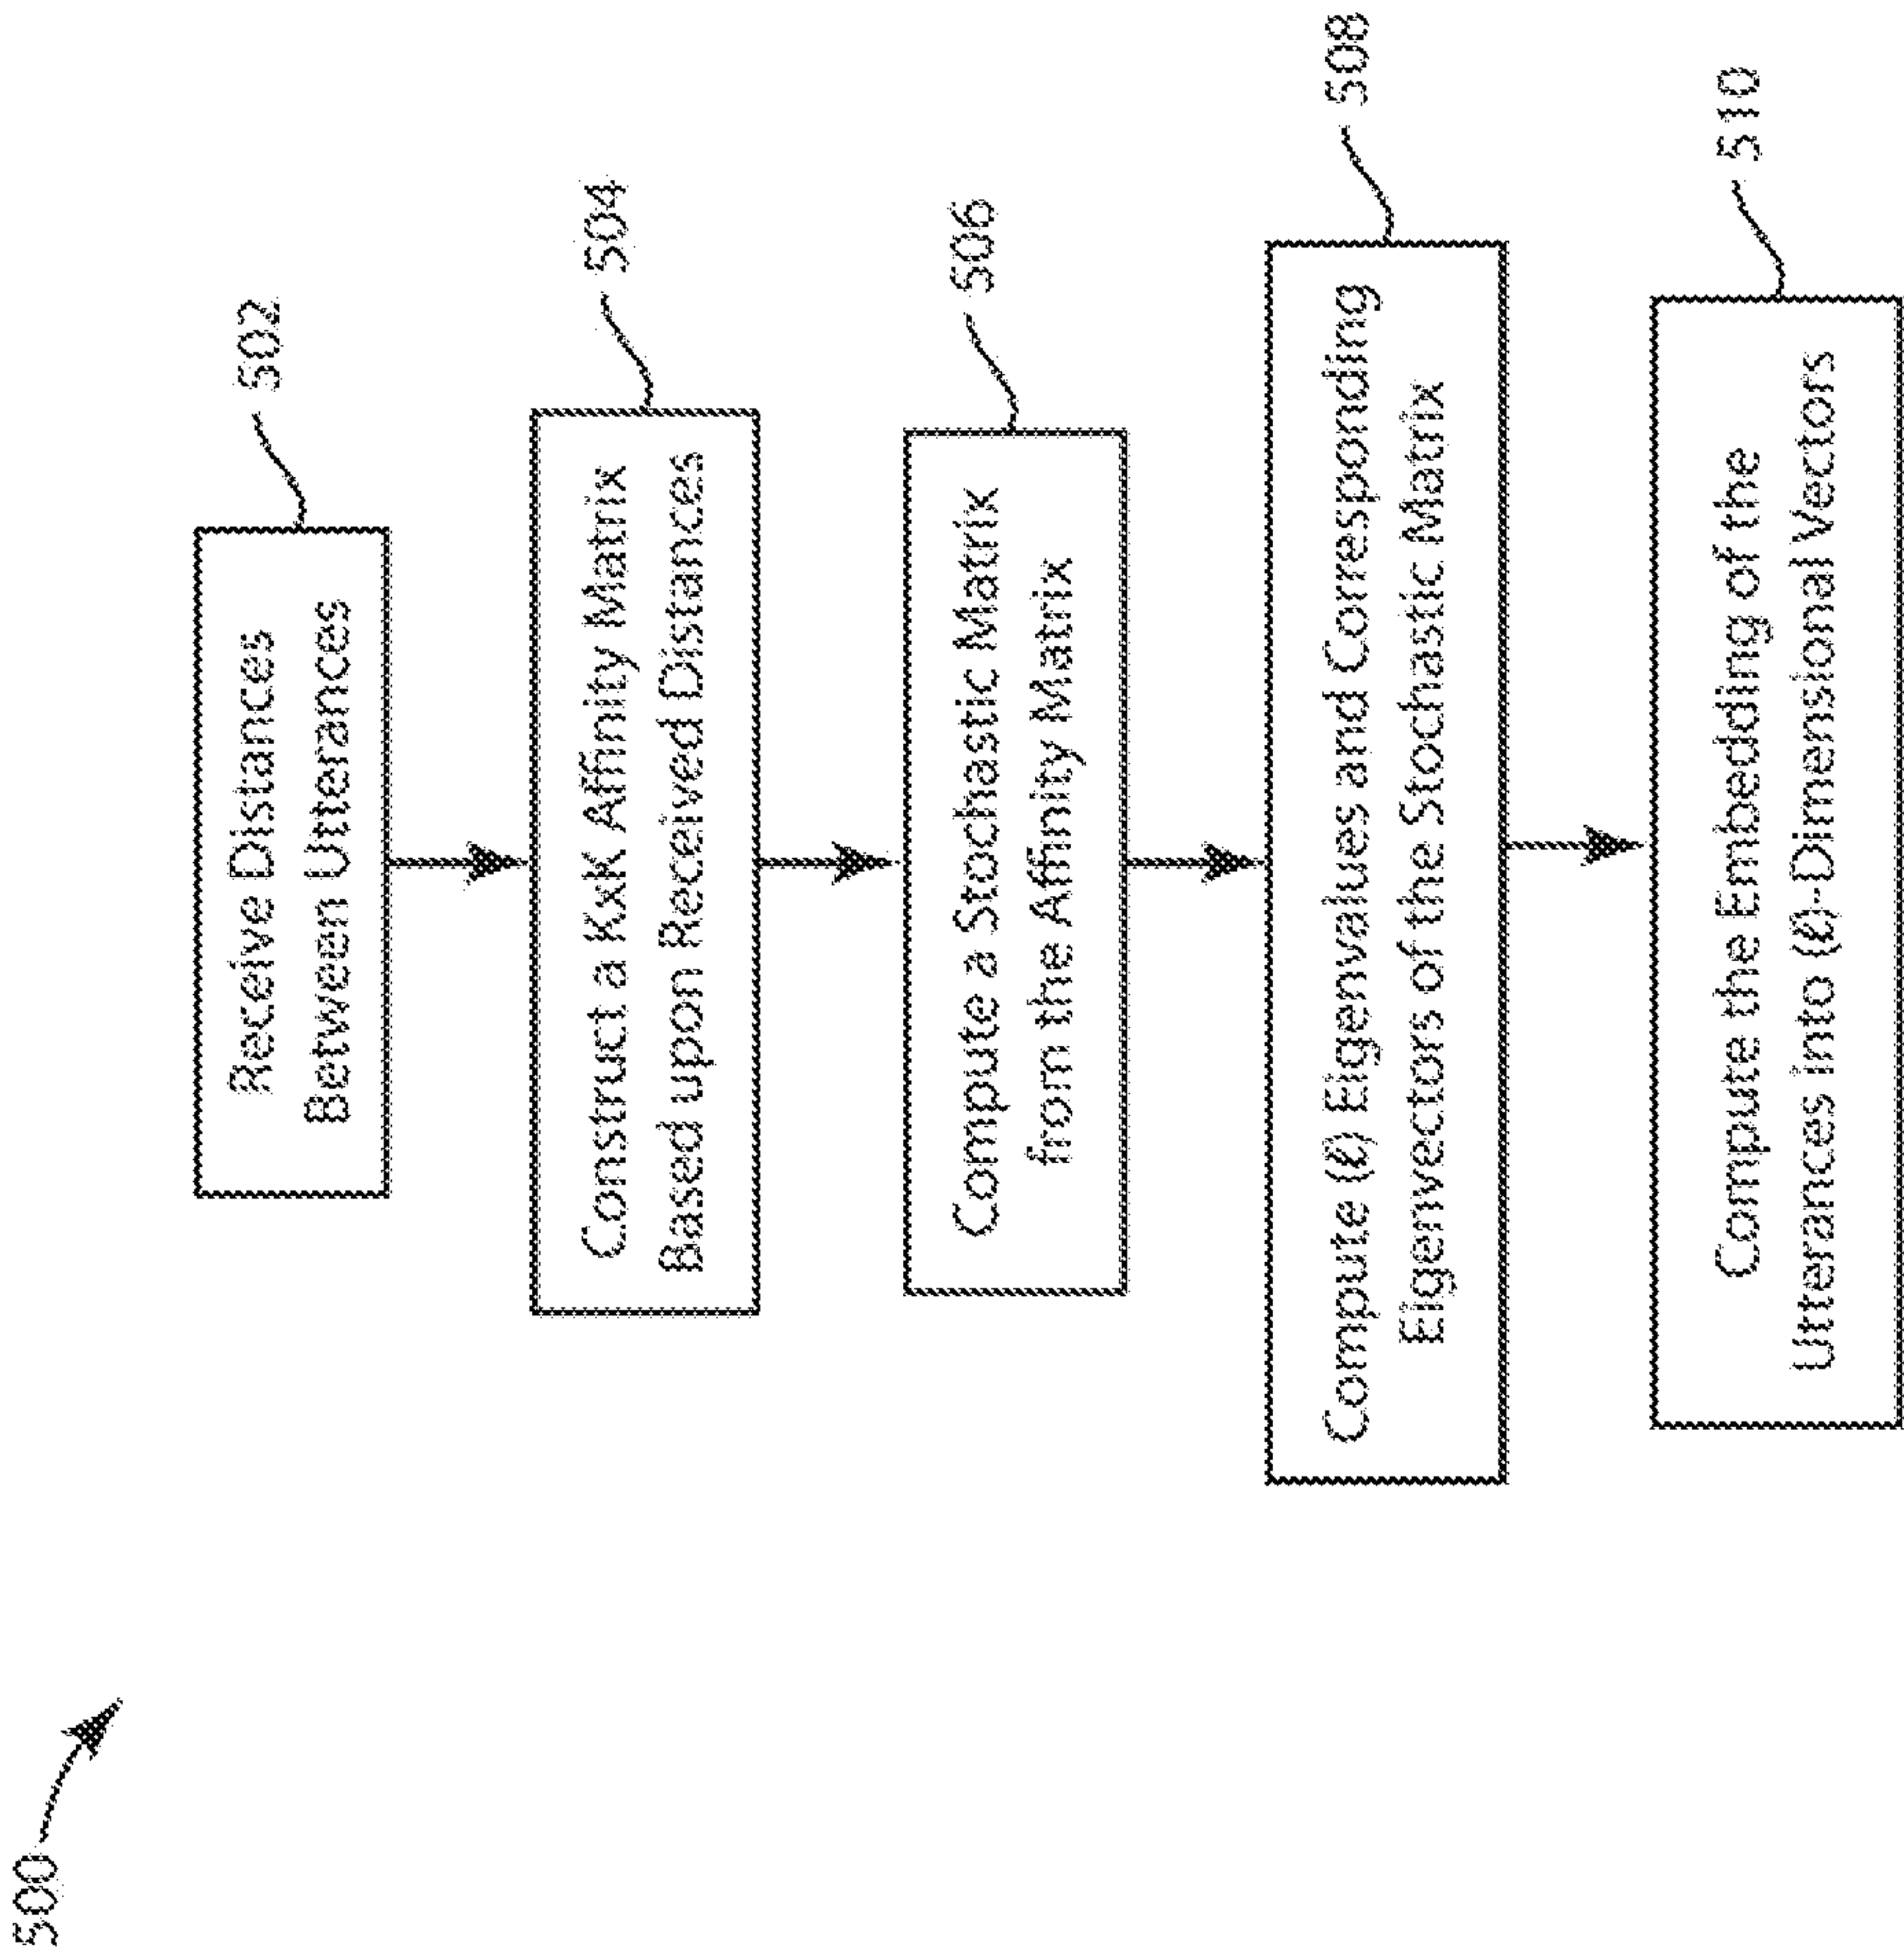 500
502
Receive Distances
Between Utterances
504
Construct a KxK Affinity Matrix
Based upon Received Distances
506
Compute a Stochastic Matrix
from the Affinity Matrix
508
Compute (ℓ) Eigenvalues and Corresponding
Eigenvectors of the Stochastic Matrix
510
Compute the Embedding of the
Utterances into (ℓ)-Dimensional Vectors